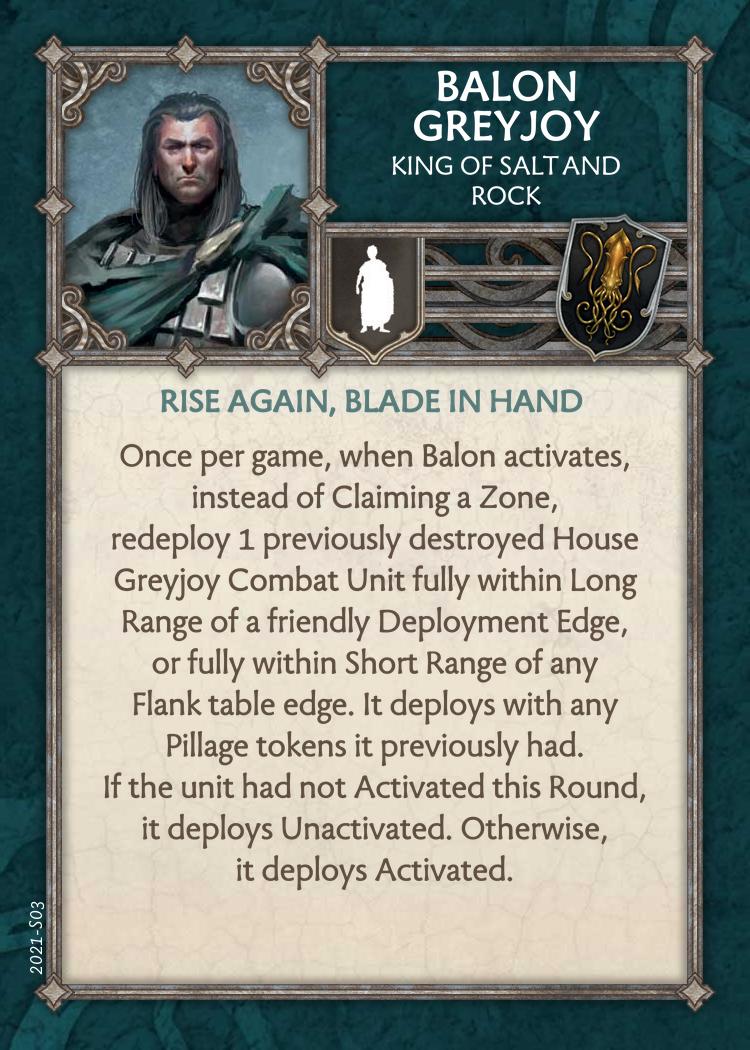 BALON
GREYJOY
KING OF SALT AND
ROCK
RISE AGAIN, BLADE IN HAND
Once per game, when Balon activates,
instead of Claiming a Zone,
redeploy 1 previously destroyed House
Greyjoy Combat Unit fully within Long
Range of a friendly Deployment Edge,
or fully within Short Range of any
Flank table edge. It deploys with any
Pillage tokens it previously had.
If the unit had not Activated this Round,
it deploys Unactivated. Otherwise,
it deploys Activated.
2021-S03